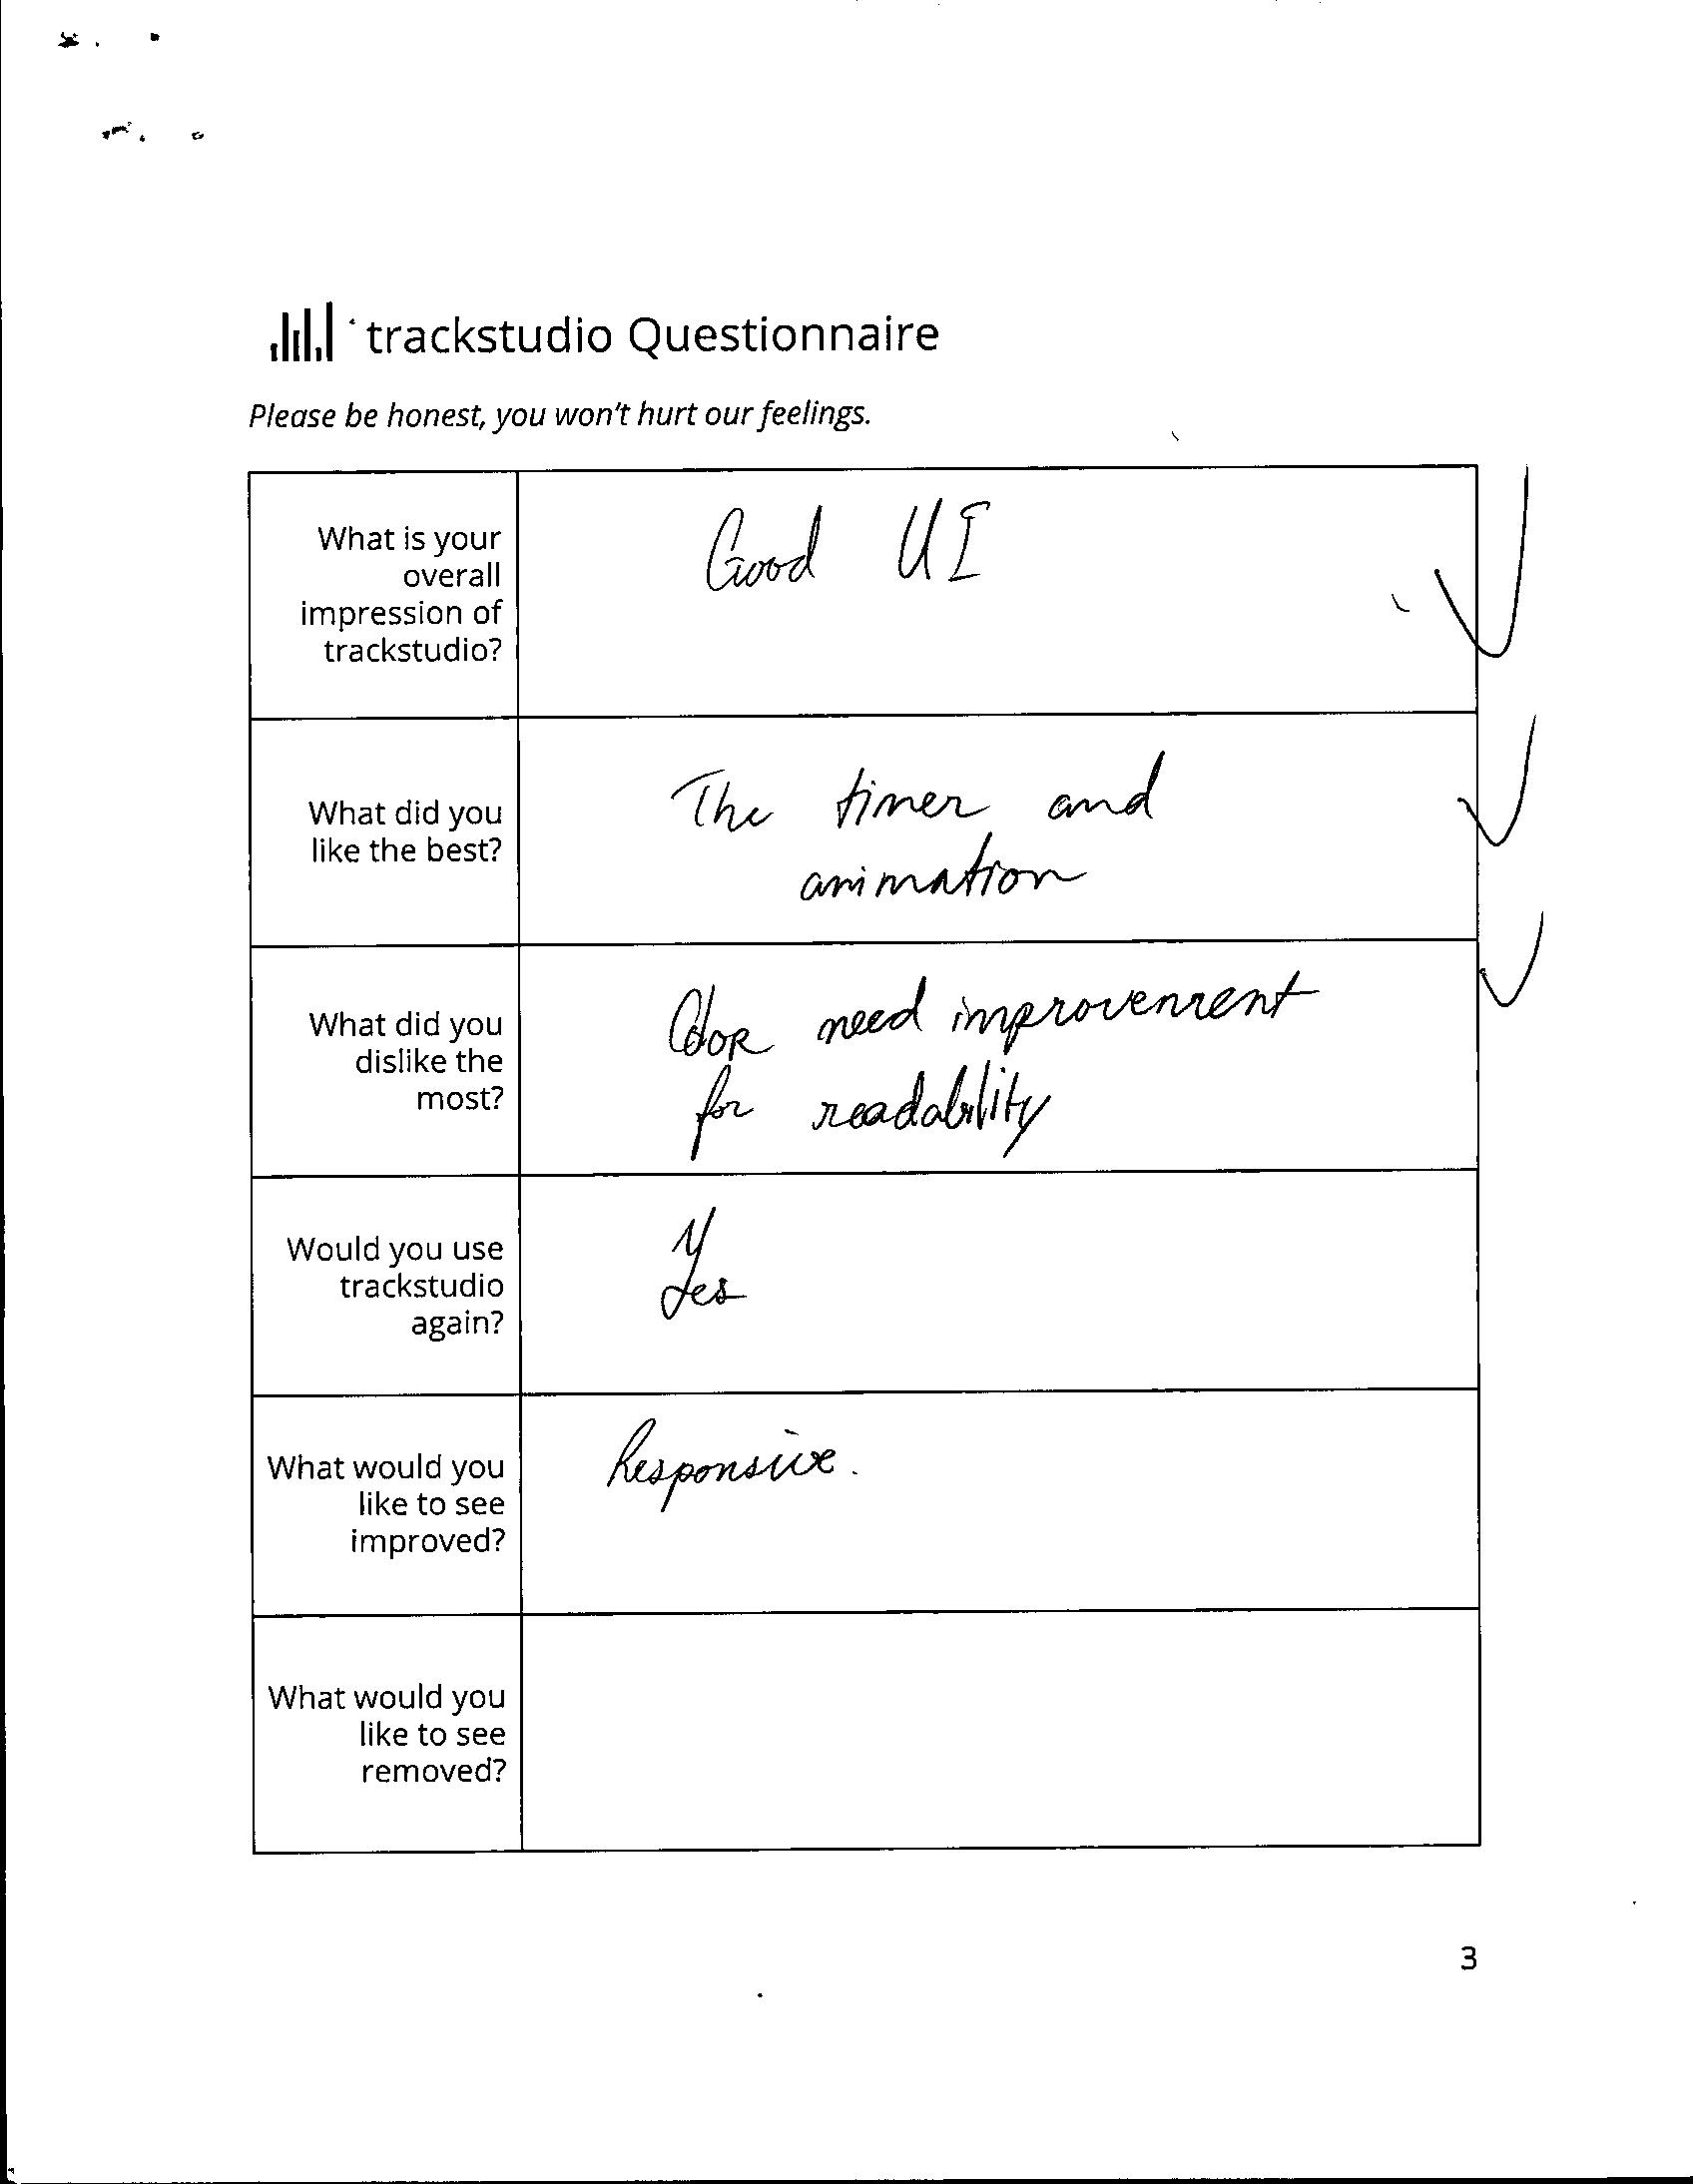 trackstudio Questionnaire
Please be honest, you won't hurt our feelings.
What is your
overall
impression of
trackstudio?
Good UI
What did you
like the best?
The timer and
animation
What did you
dislike the
most?
Color need improvement
for readability
Would you use
trackstudio
again?
Y
Yes
What would you
like to see
improved?
Responsive.
What would you
like to see
removed?
3